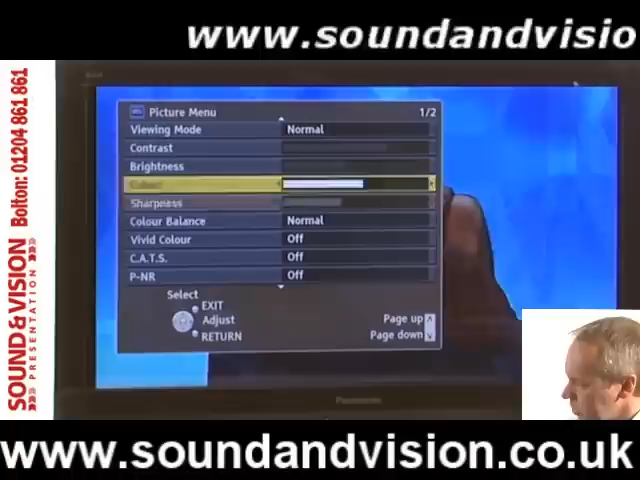 www.soundandvisio
SOUND & VISION Bolton: 01204 861 861
PRESENTATION
Picture Menu 1/2
Viewing Mode Normal
Contrast
Brightness
Colour
Sharpness
Colour Balance Normal
Vivid Colour Off
C.A.T.S. Off
P-NR Off
Select
EXIT
Adjust Page up
RETURN Page down
Panasonic
www.soundandvision.co.uk